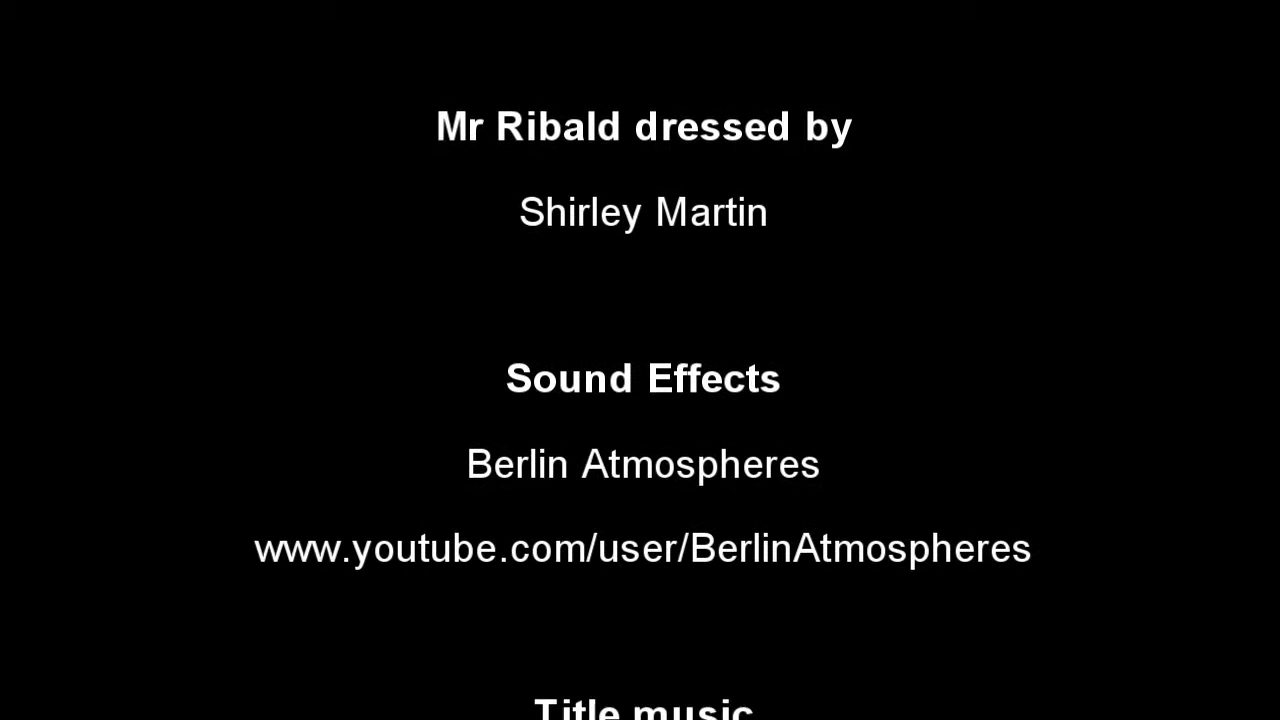 Mr Ribald dressed by
Shirley Martin
Sound Effects
Berlin Atmospheres
www.youtube.com/user/BerlinAtmospheres
Title music